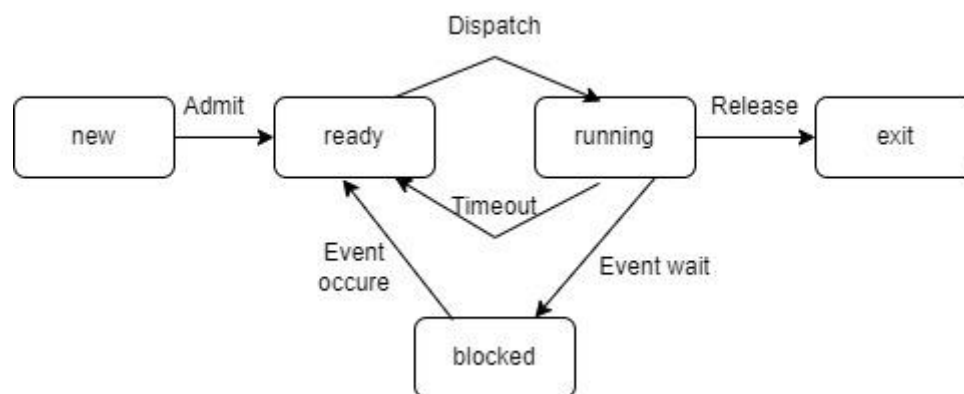 Dispatch
Admit
Release
new
ready
running
exit
Timeout
Event
occure
Event wait
blocked